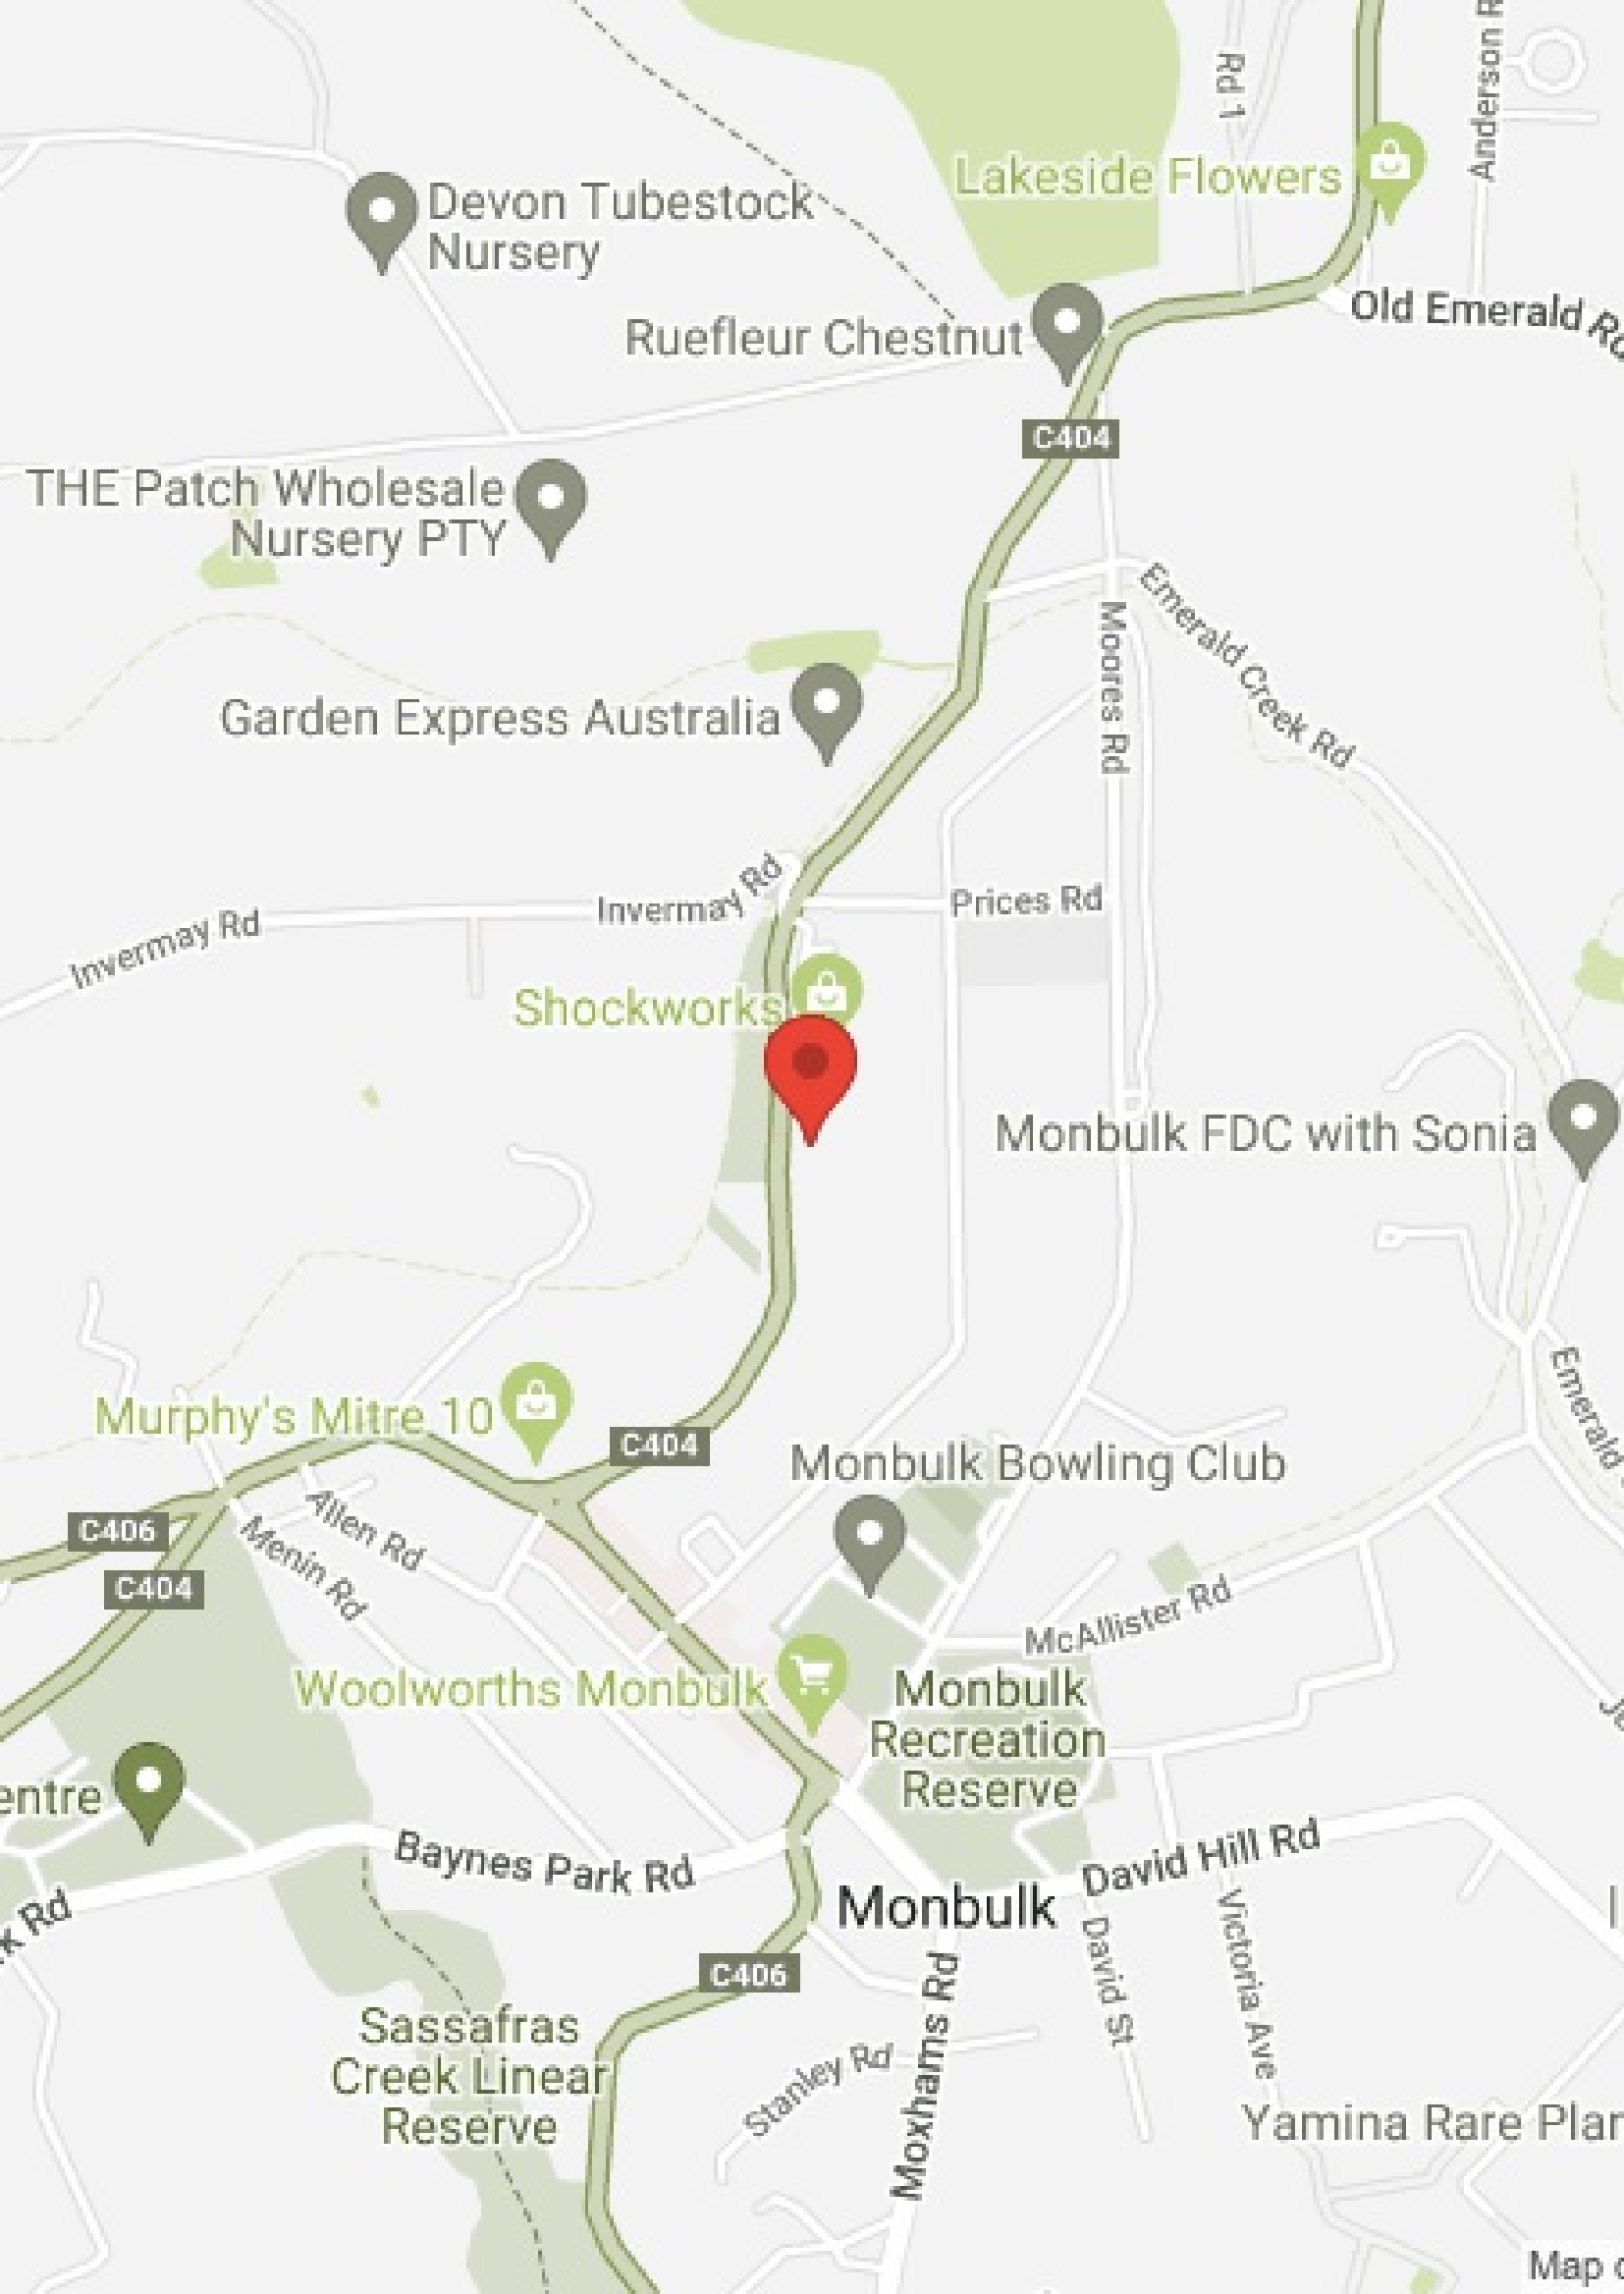 Rd 1
Anderson R
Lakeside Flowers
Devon Tubestock
Nursery
Old Emerald Rd
Ruefleur Chestnut
C404
THE Patch Wholesale
Nursery PTY
Emerald Creek Rd
Moores Rd
Garden Express Australia
Invermay Rd
Invermay Rd
Prices Rd
Shockworks
Monbulk FDC with Sonia
Emerald
Murphy's Mitre 10
C404
Monbulk Bowling Club
C406
Allen Rd
Menin Rd
C404
McAllister Rd
Woolworths Monbulk
Monbulk
Recreation
Reserve
entre
Baynes Park Rd
David Hill Rd
k Rd
Monbulk
David St
Victoria Ave
C406
Moxhams Rd
Sassafras
Creek Linear
Reserve
Stanley Rd
Yamina Rare Plan
Map